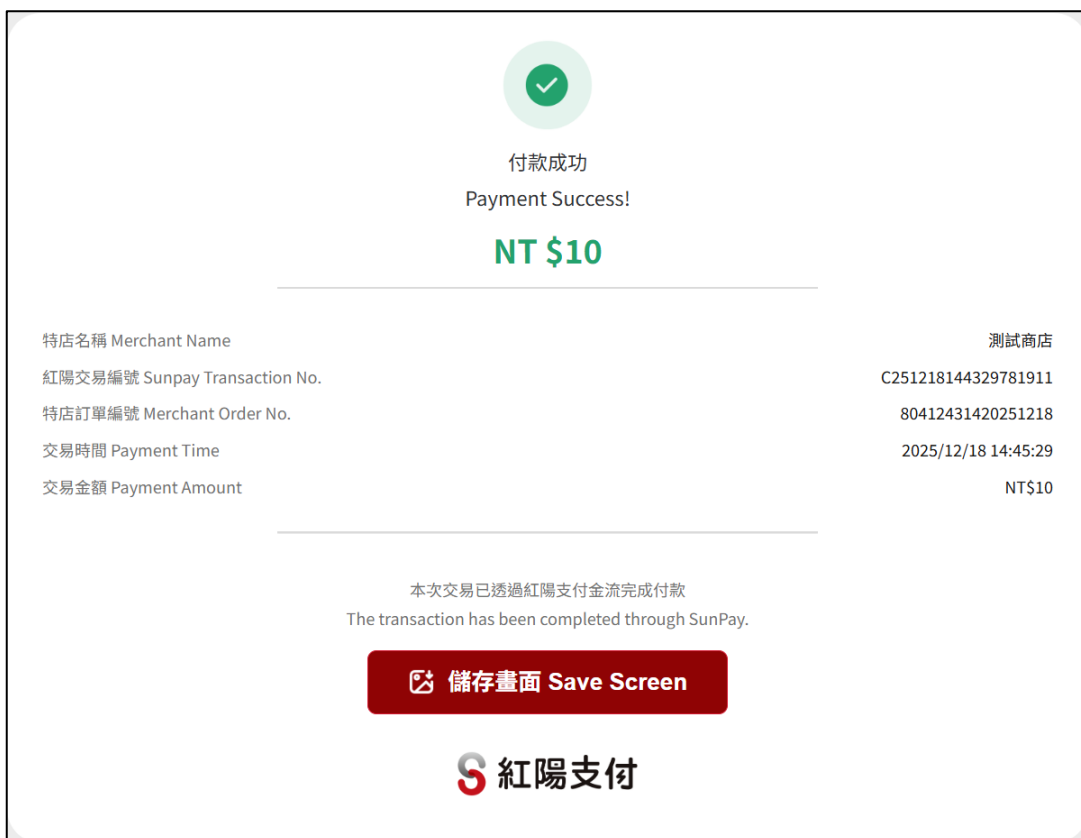 付款成功
Payment Success!
NT $10
特店名稱 Merchant Name 測試商店
紅陽交易編號 Sunpay Transaction No. C251218144329781911
特店訂單編號 Merchant Order No. 80412431420251218
交易時間 Payment Time 2025/12/18 14:45:29
交易金額 Payment Amount NT$10
本次交易已透過紅陽支付金流完成付款
The transaction has been completed through SunPay.
儲存畫面 Save Screen
紅陽支付